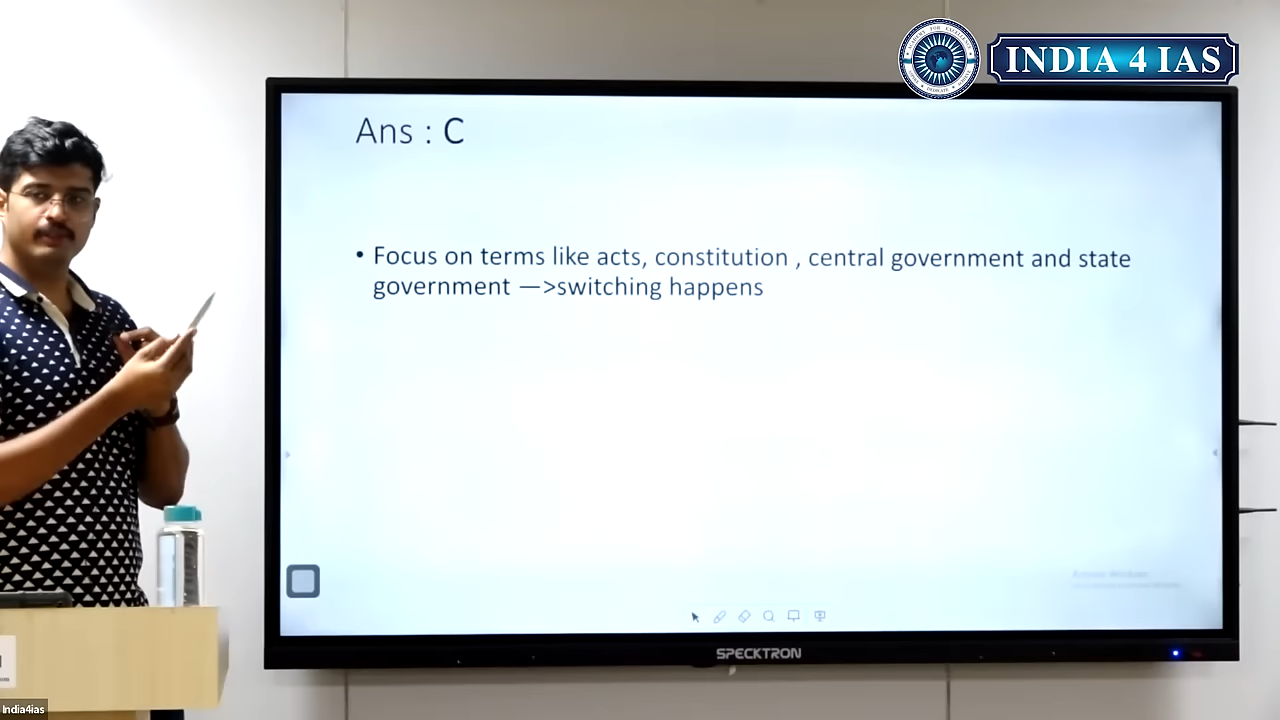 INDIA 4 IAS
Ans : C
• Focus on terms like acts, constitution , central government and state
government —>switching happens
SPECKTRON
India4ias